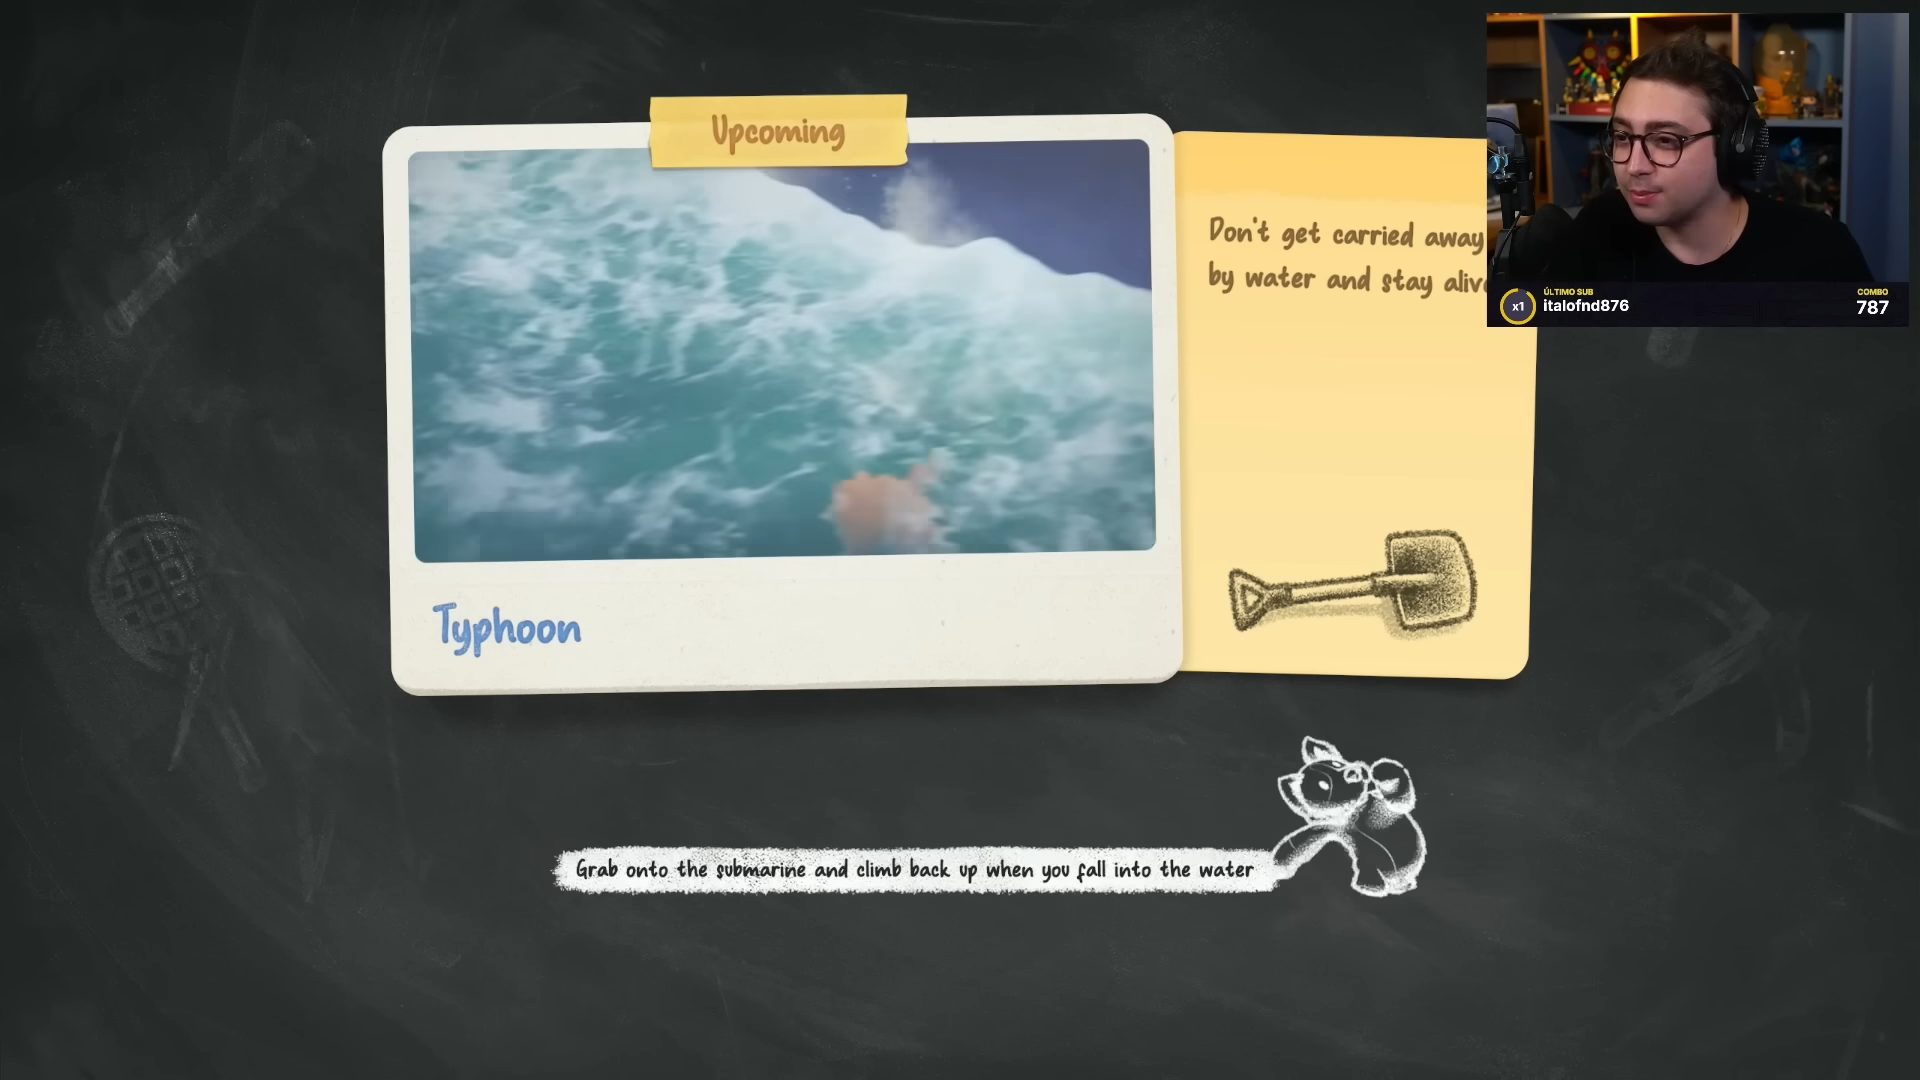 Upcoming
Don't get carried away
by water and stay
Typhoon
Grab onto the submarine and climb back up when you fall into the water
x1
ÚLTIMO SUB
italofnd876
COMBO
787